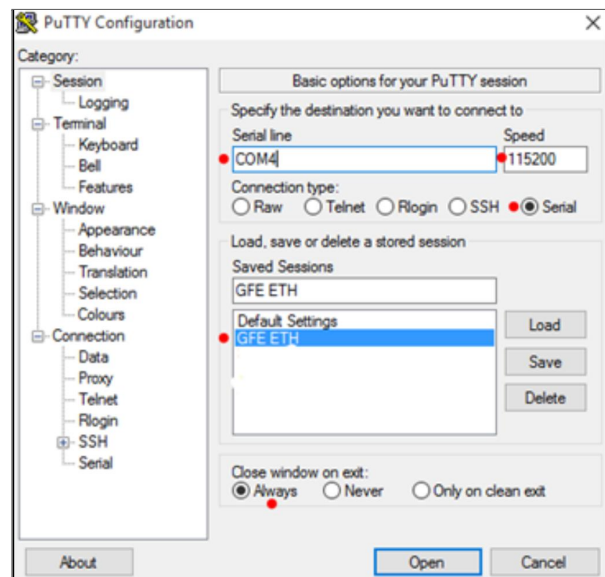 PuTTY Configuration
Category:
Session
Logging
Terminal
Keyboard
Bell
Features
Window
Appearance
Behaviour
Translation
Selection
Colours
Connection
Data
Proxy
Telnet
Rlogin
SSH
Serial
Basic options for your PuTTY session
Specify the destination you want to connect to
Serial line Speed
COM4 115200
Connection type:
Raw Telnet Rlogin SSH Serial
Load, save or delete a stored session
Saved Sessions
GFE ETH
Default Settings
GFE ETH
Load
Save
Delete
Close window on exit:
Always Never Only on clean exit
About Open Cancel